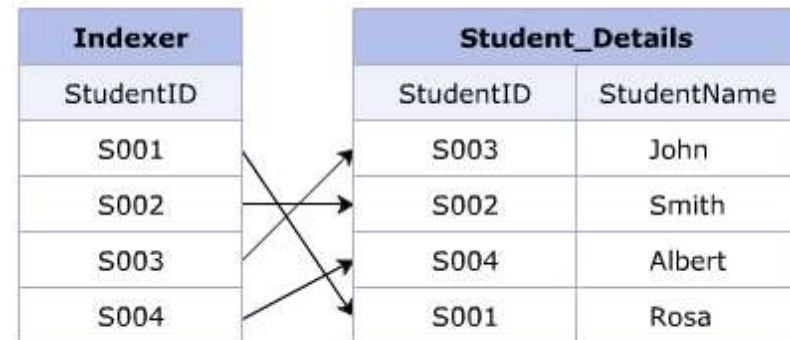 Indexer Student_Details
StudentID StudentID StudentName
S001 S003 John
S002 S002 Smith
S003 S004 Albert
S004 S001 Rosa